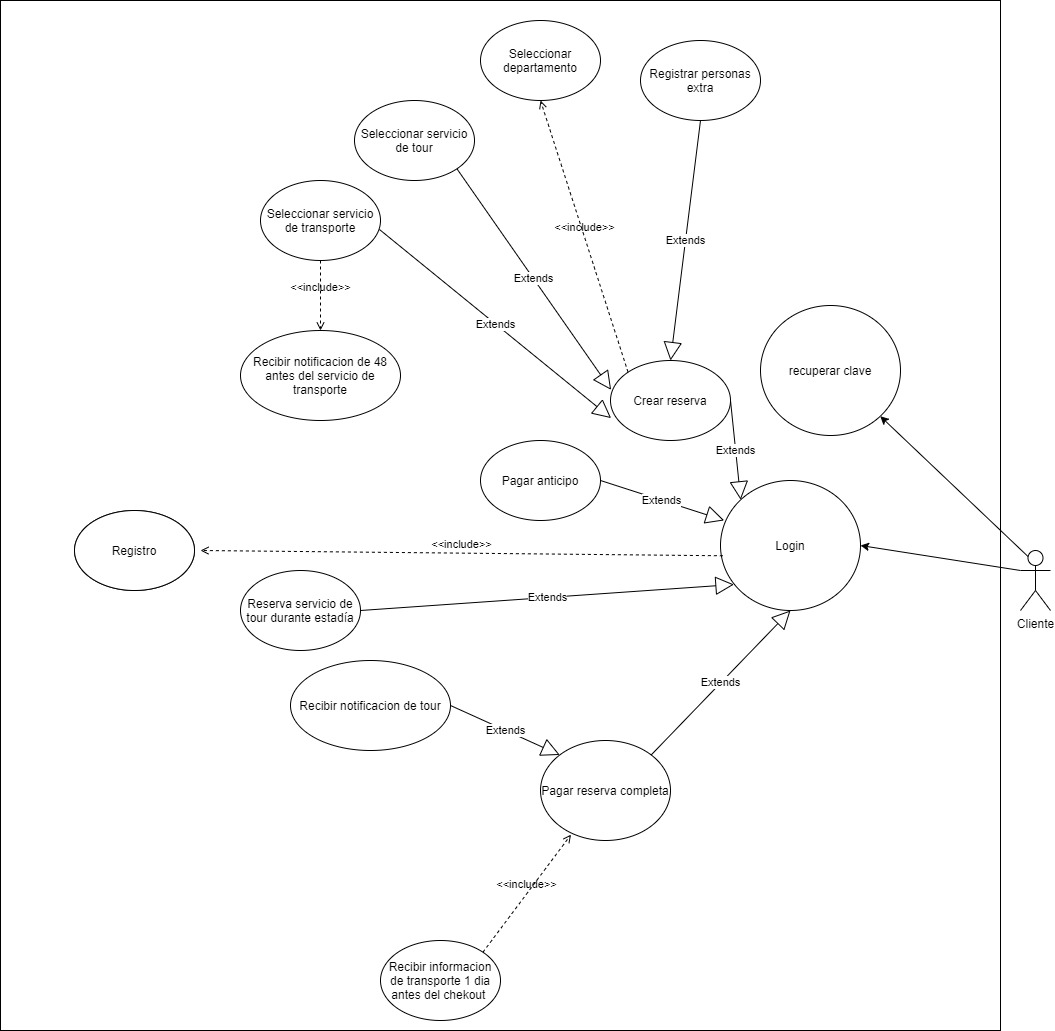 Seleccionar
departamento
Registrar personas
extra
Seleccionar servicio
de tour
Seleccionar servicio
de transporte
<<include>>
Extends
Extends
<<include>>
Extends
Recibir notificacion de 48
antes del servicio de
transporte
recuperar clave
Crear reserva
Extends
Pagar anticipo
Extends
Registro
<<include>>
Login
Reserva servicio de
tour durante estadía
Extends
Cliente
Recibir notificacion de tour
Extends
Extends
Pagar reserva completa
<<include>>
Recibir informacion
de transporte 1 dia
antes del chekout